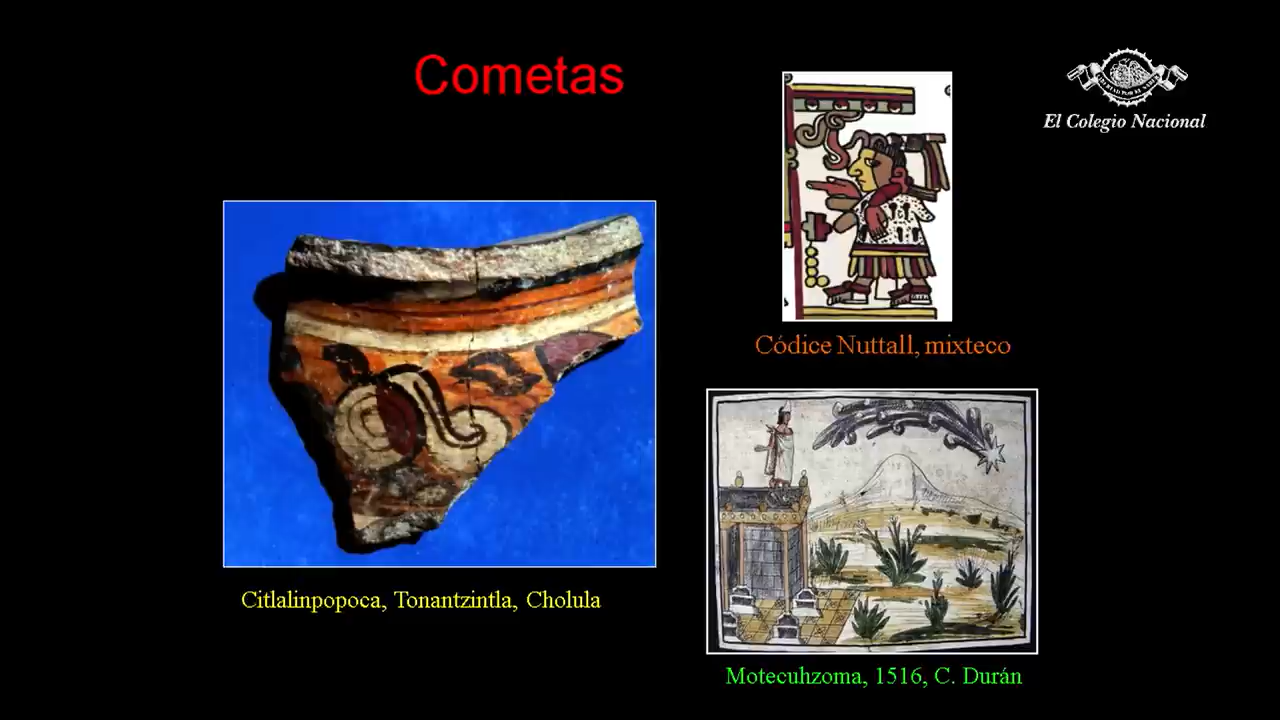 Cometas
El Colegio Nacional
Códice Nuttall, mixteco
Citlalinpopoca, Tonantzintla, Cholula
Motecuhzoma, 1516, C. Durán